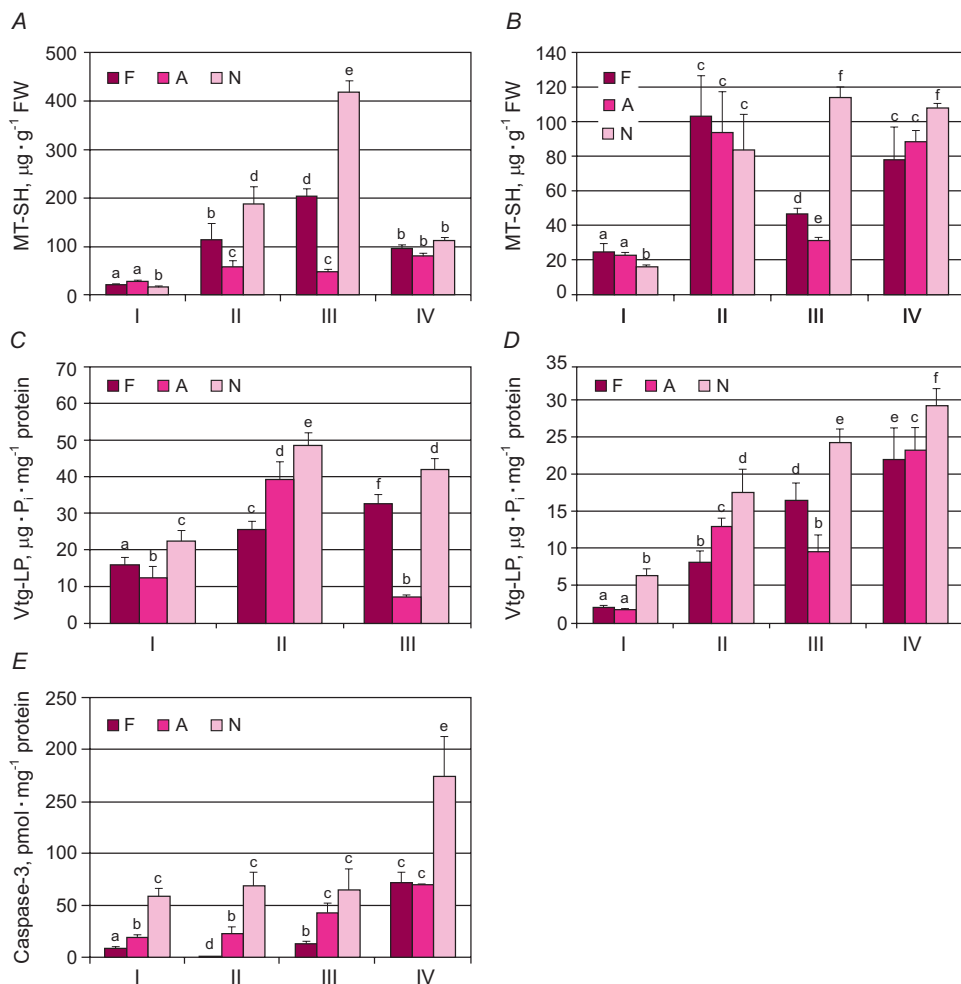 A
MT-SH, µg · g⁻¹ FW
500
400
300
200
100
0
F A N
a a b
b c d
d c e
b b b
I II III IV
B
MT-SH, µg · g⁻¹ FW
140
120
100
80
60
40
20
0
F
A
N
a a b
c c c
d e f
c c f
I II III IV
C
Vtg-LP, µg · Pᵢ · mg⁻¹ protein
70
60
50
40
30
20
10
0
F A N
a b c
c d e
f b d
I II III
D
Vtg-LP, µg · Pᵢ · mg⁻¹ protein
35
30
25
20
15
10
5
0
F A N
a a b
b c d
d b e
e e f
I II III IV
E
Caspase-3, pmol · mg⁻¹ protein
250
200
250
100
50
0
F A N
a b c
d b c
b c c
c c e
I II III IV